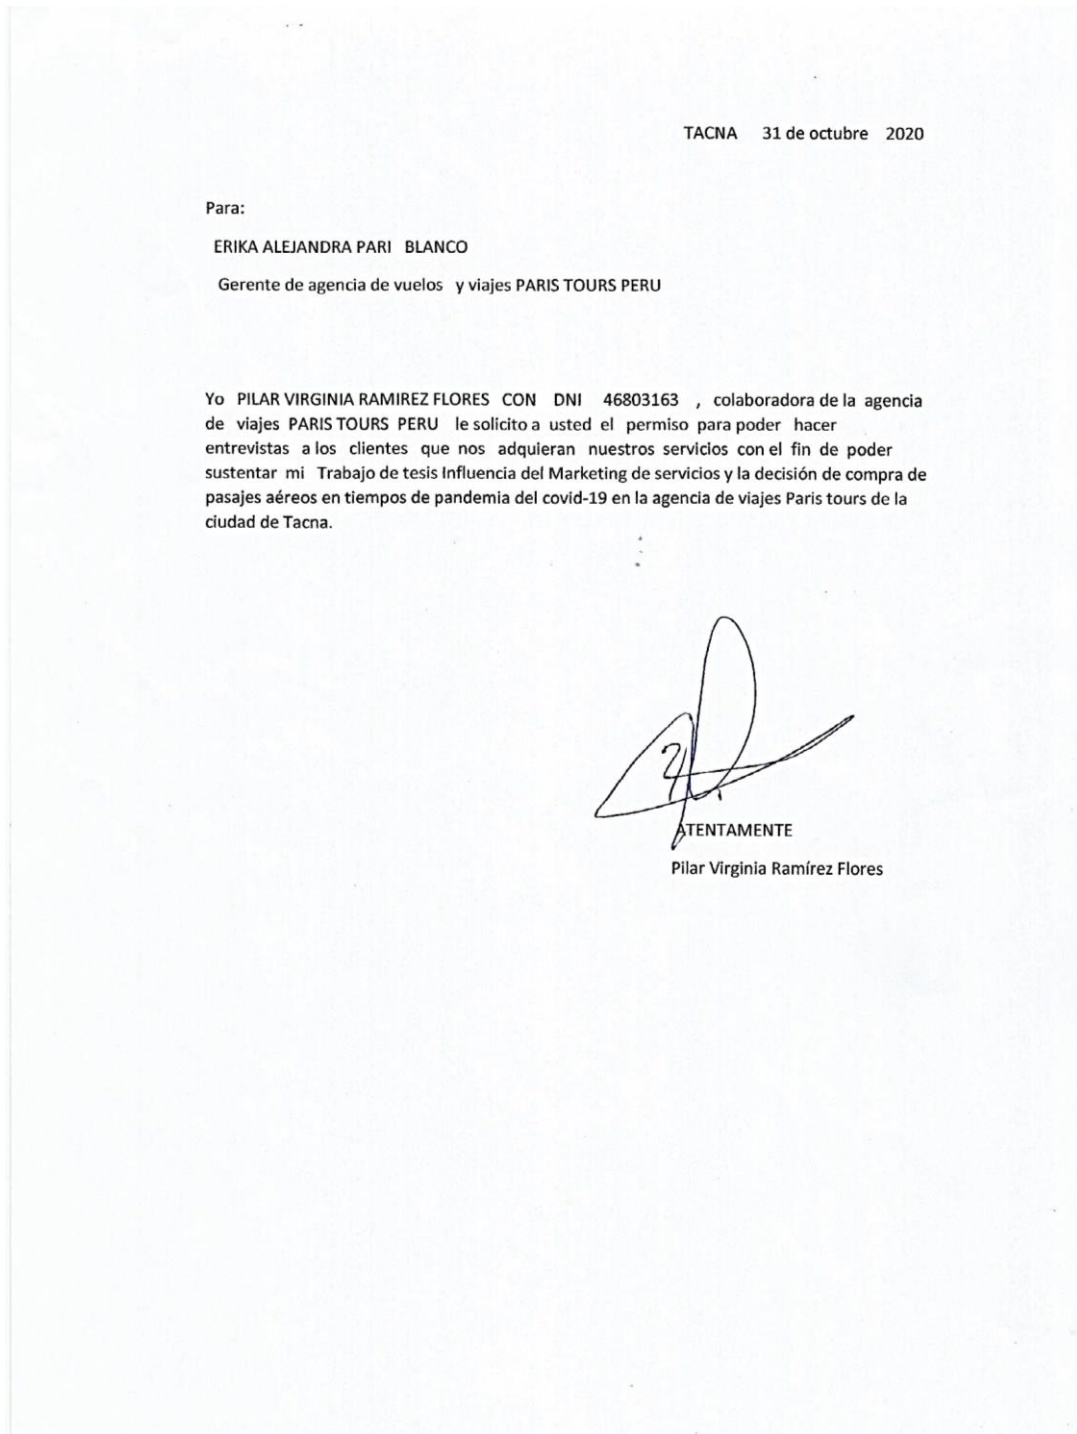 TACNA 31 de octubre 2020
Para:
ERIKA ALEJANDRA PARI BLANCO
Gerente de agencia de vuelos y viajes PARIS TOURS PERU
Yo PILAR VIRGINIA RAMIREZ FLORES CON DNI 46803163 , colaboradora de la agencia
de viajes PARIS TOURS PERU le solicito a usted el permiso para poder hacer
entrevistas a los clientes que nos adquieran nuestros servicios con el fin de poder
sustentar mi Trabajo de tesis Influencia del Marketing de servicios y la decisión de compra de
pasajes aéreos en tiempos de pandemia del covid-19 en la agencia de viajes Paris tours de la
ciudad de Tacna.
ATENTAMENTE
Pilar Virginia Ramírez Flores